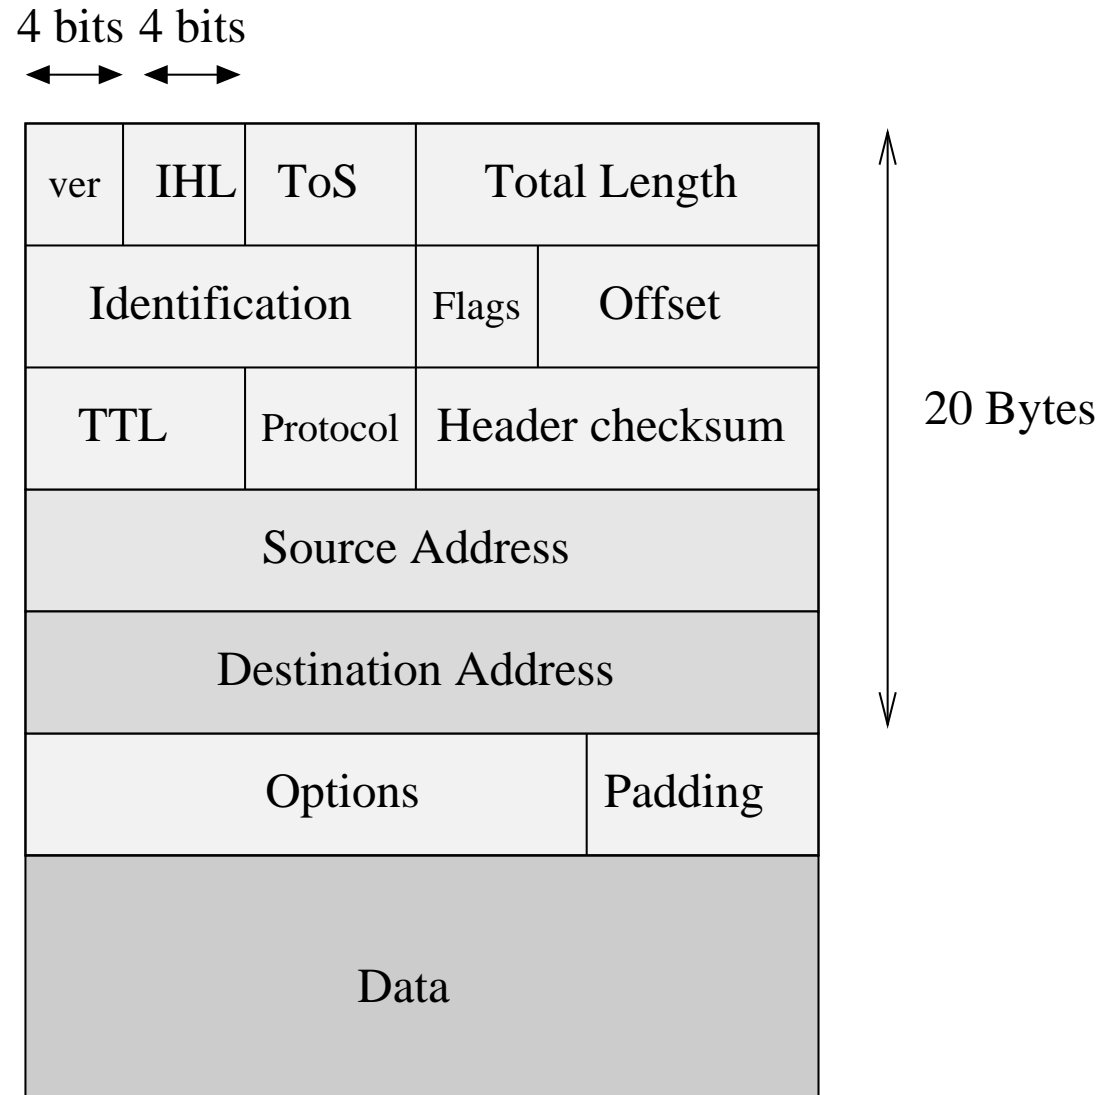 4 bits 4 bits
ver IHL ToS Total Length
Identification Flags Offset
TTL Protocol Header checksum
20 Bytes
Source Address
Destination Address
Options Padding
Data